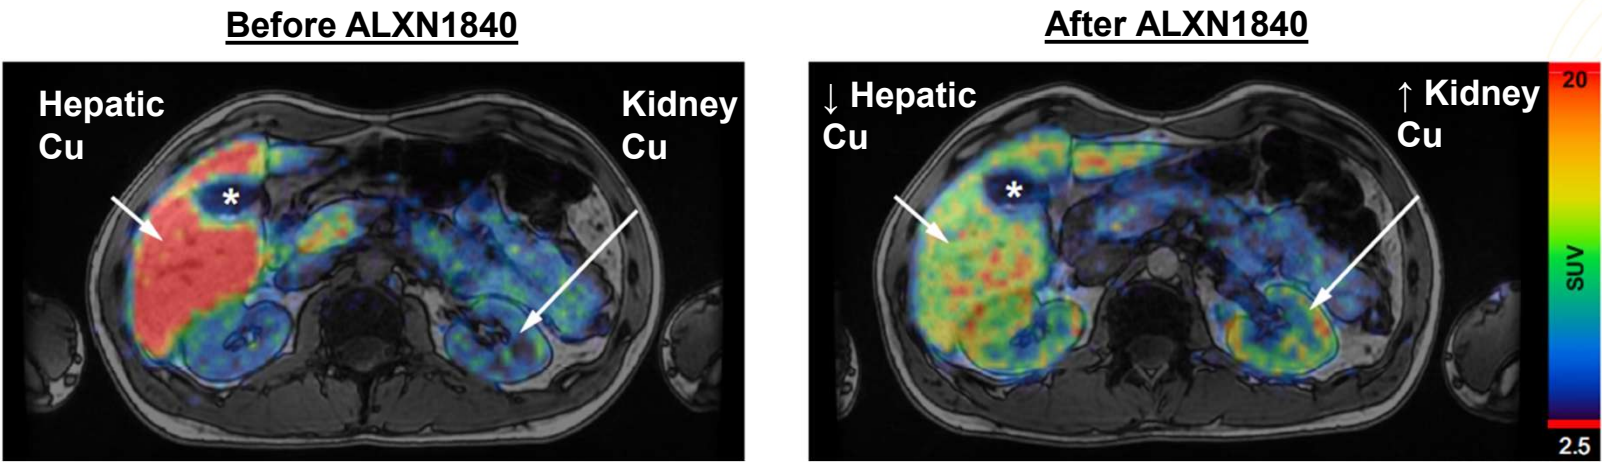 Before ALXN1840
After ALXN1840
Hepatic
Cu
Kidney
Cu
*
↓ Hepatic
Cu
↑ Kidney
Cu
*
20
SUV
2.5